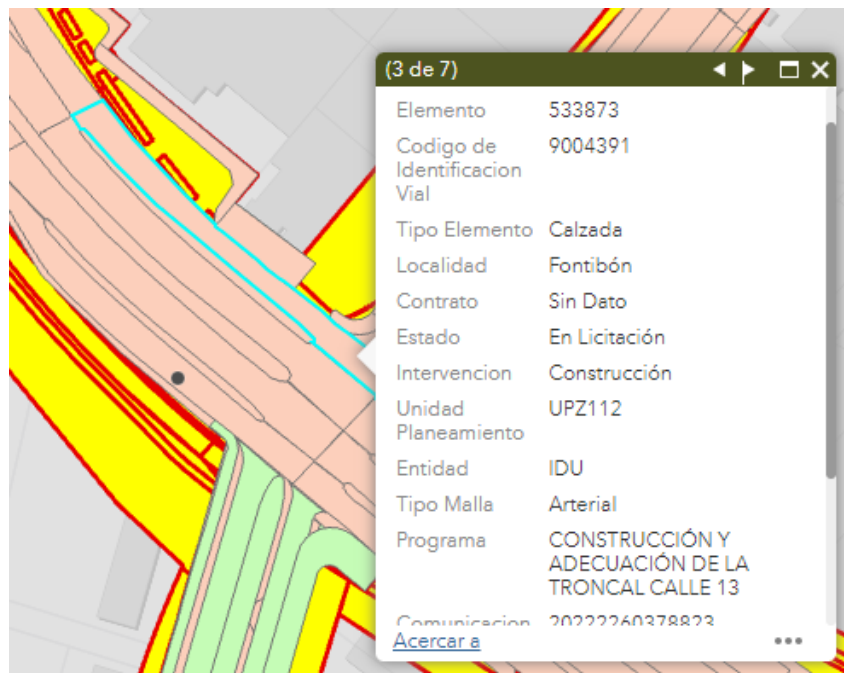 (3 de 7)
Elemento 533873
Codigo de 9004391
Identificacion
Vial
Tipo Elemento Calzada
Localidad Fontibón
Contrato Sin Dato
Estado En Licitación
Intervencion Construcción
Unidad UPZ112
Planeamiento
Entidad IDU
Tipo Malla Arterial
Programa CONSTRUCCIÓN Y
ADECUACIÓN DE LA
TRONCAL CALLE 13
Comunicacion 20222260378823
Acercar a